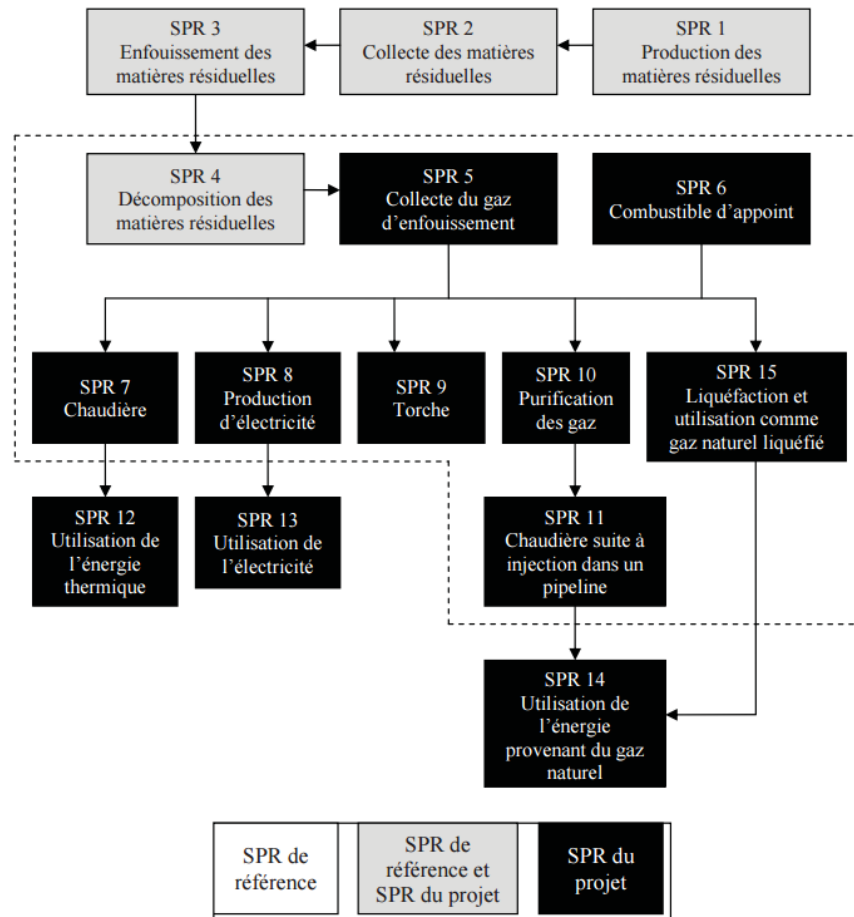 SPR 3
Enfouissement des
matières résiduelles
SPR 2
Collecte des matières
résiduelles
SPR 1
Production des
matières résiduelles
SPR 4
Décomposition des
matières résiduelles
SPR 5
Collecte du gaz
d’enfouissement
SPR 6
Combustible d’appoint
SPR 7
Chaudière
SPR 8
Production
d’électricité
SPR 9
Torche
SPR 10
Purification
des gaz
SPR 15
Liquéfaction et
utilisation comme
gaz naturel liquéfié
SPR 12
Utilisation de
l’énergie
thermique
SPR 13
Utilisation de
l’électricité
SPR 11
Chaudière suite à
injection dans un
pipeline
SPR 14
Utilisation de
l’énergie
provenant du gaz
naturel
SPR de
référence
SPR de
référence et
SPR du projet
SPR du
projet